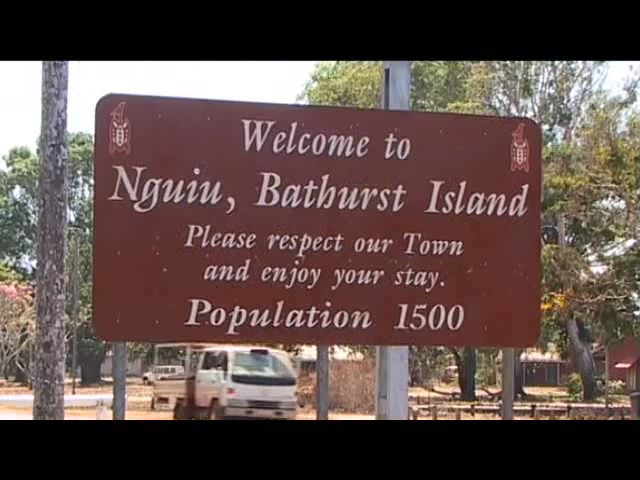 Welcome to
Nguiu, Bathurst Island
Please respect our Town
and enjoy your stay.
Population 1500